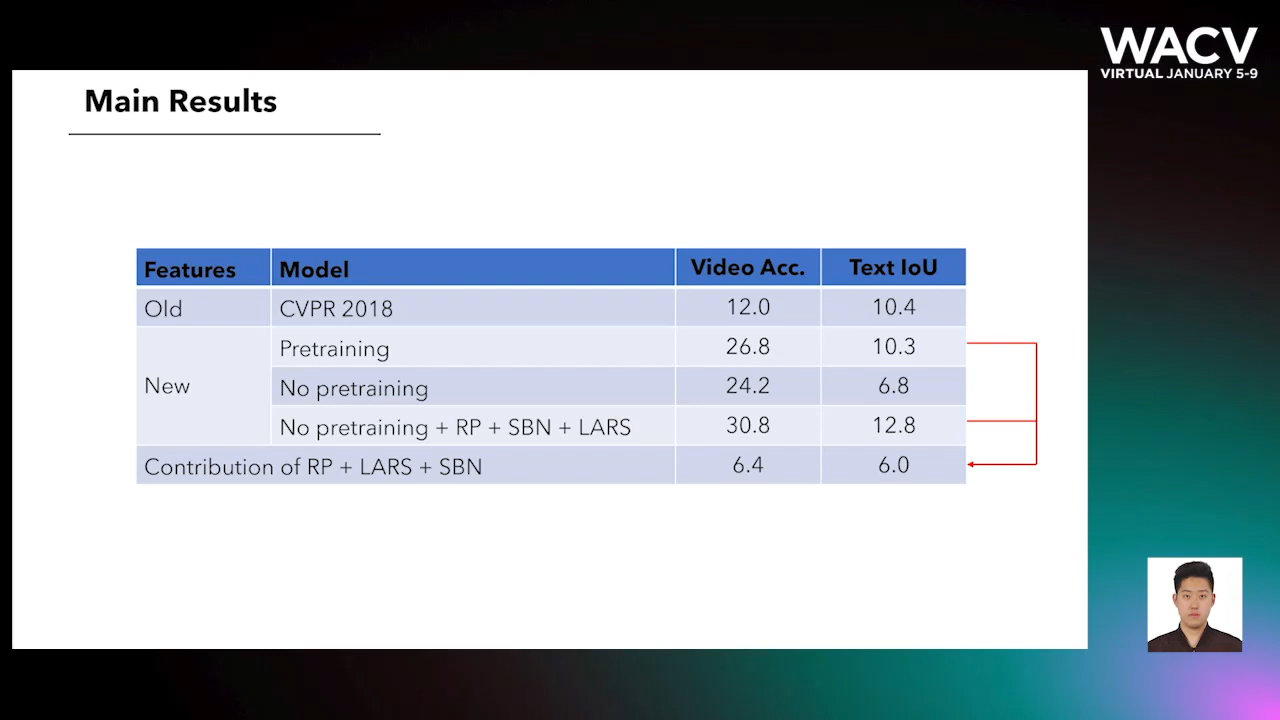 WACV
VIRTUAL JANUARY 5-9
Main Results
Features Model Video Acc. Text IoU
Old CVPR 2018 12.0 10.4
Pretraining 26.8 10.3
New No pretraining 24.2 6.8
No pretraining + RP + SBN + LARS 30.8 12.8
Contribution of RP + LARS + SBN 6.4 6.0